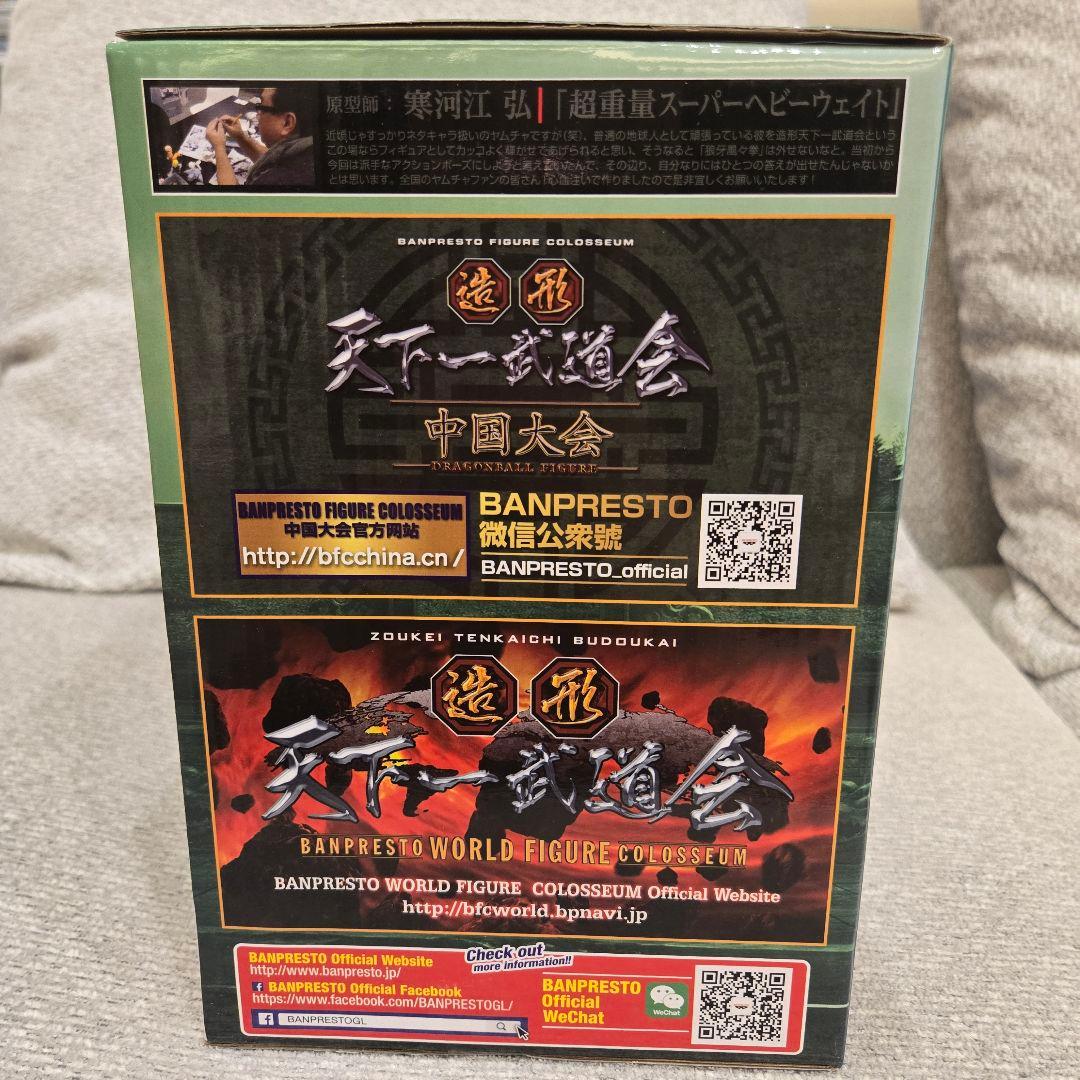 原型師：寒河江 弘｜「超重量スーパーヘビーウェイト」
近頃じゃすっかりネタキャラ扱いのヤムチャですが(笑)、普通の地球人として頑張っている彼を造形天下一武道会という
この場ならフィギュアとしてカッコよく輝かせてあげられると思い、そうなると「狼牙風々拳」は外せないなと。当初から
今回は派手なアクションポーズにしようと考えていたんで、その辺り、自分なりにはひとつの答えが出せたんじゃないか
とは思います。全国のヤムチャファンの皆さん「心血注いで作りましたので是非宜しくお願いいたします！
BANPRESTO FIGURE COLOSSEUM
造形
天下一武道会
中国大会
DRAGONBALL FIGURE
BANPRESTO FIGURE COLOSSEUM
中国大会官方网站
http://bfcchina.cn/
BANPRESTO
微信公衆號
BANPRESTO_official
ZOUKEI TENKAICHI BUDOUKAI
造形
天下一武道会
BANPRESTO WORLD FIGURE COLOSSEUM
BANPRESTO WORLD FIGURE COLOSSEUM Official Website
http://bfcworld.bpnavi.jp
BANPRESTO Official Website
http://www.banpresto.jp/
f BANPRESTO Official Facebook
https://www.facebook.com/BANPRESTOGL/
f BANPRESTOGL
Check out
more information!!
BANPRESTO
Official
WeChat
WeChat